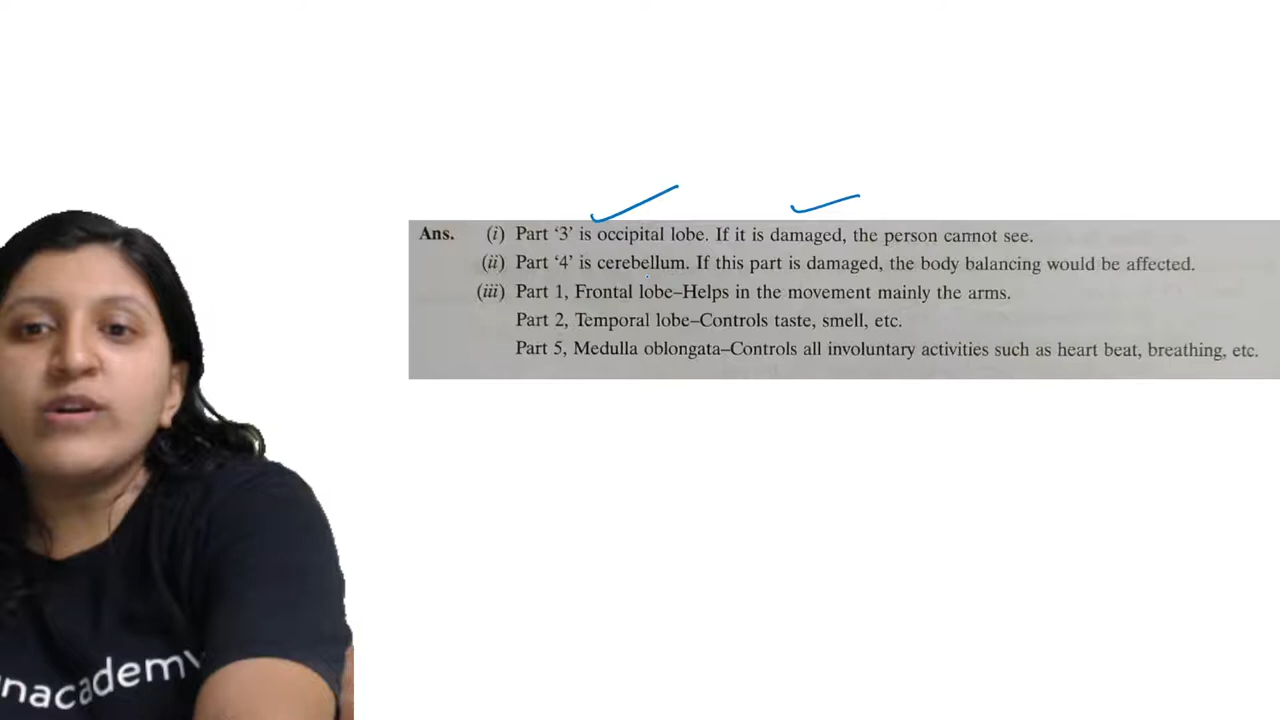 Ans. (i) Part ‘3’ is occipital lobe. If it is damaged, the person cannot see.
(ii) Part ‘4’ is cerebellum. If this part is damaged, the body balancing would be affected.
(iii) Part 1, Frontal lobe–Helps in the movement mainly the arms.
Part 2, Temporal lobe–Controls taste, smell, etc.
Part 5, Medulla oblongata–Controls all involuntary activities such as heart beat, breathing, etc.
unacademy